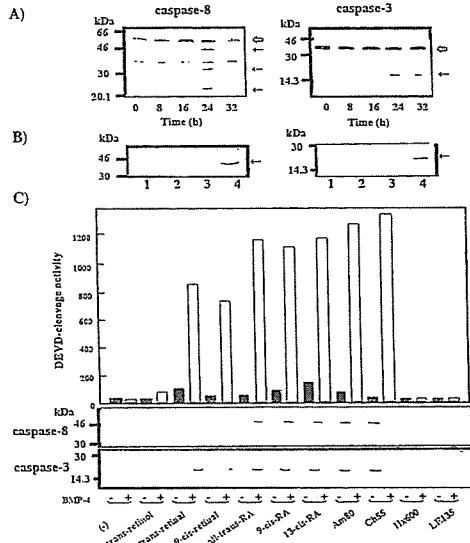 A)
caspase-8
caspase-3
kDa
66
46
30
20.1
0 8 16 24 32
Time (h)
kDa
46
30
14.3
0 8 16 24 32
Time (h)
B)
kDa
46
30
1 2 3 4
30
14.3
1 2 3 4
C)
DEVD-cleavage activity
1200
1000
800
600
400
200
0
kDa
caspase-8
46
30
caspase-3
30
14.3
BMP-4
- + - + - + - + - + - + - + - + - + - + - +
(-)
trans-retinol
trans-retinal
9-cis-retinal
all-trans-RA
9-cis-RA
13-cis-RA
Am80
Ch55
Hx600
LE135